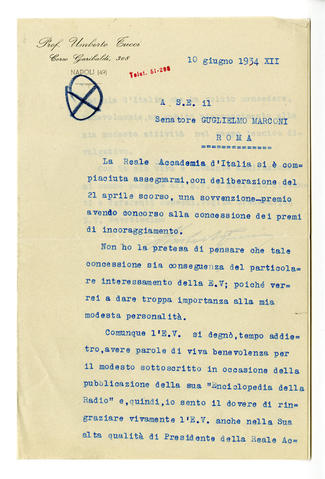 Prof. Umberto Tucci
Corso Garibaldi, 308
NAPOLI (49)
Telef. 51-286
10 giugno 1934 XII
A S.E. il
Senatore GUGLIELMO MARCONI
R O M A
La Reale Accademia d'Italia si è com=
piaciuta assegnarmi, con deliberazione del
21 aprile scorso, una sovvenzione-premio
avendo concorso alla concessione dei premi
di incoraggiamento.
Non ho la pretesa di pensare che tale
concessione sia conseguenza del particola=
re interessamento della E.V; poiché ver=
rei a dare troppa importanza alla mia
modesta personalità.
Comunque l'E.V. si degnò, tempo addie=
tro, avere parole di viva benevolenza per
il modesto sottoscritto in occasione della
pubblicazione della sua "Enciclopedia della
Radio" e, quindi, io sento il dovere di rin=
graziare vivamente l'E.V. anche nella Sua
alta qualità di Presidente della Reale Ac=